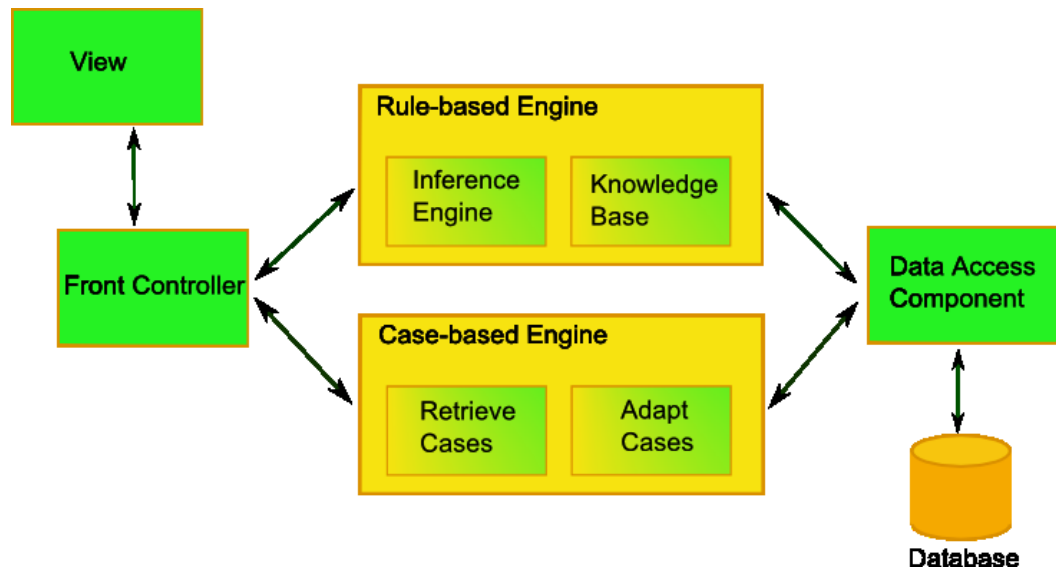 View
Rule-based Engine
Inference
Engine
Knowledge
Base
Front Controller
Data Access
Component
Case-based Engine
Retrieve
Cases
Adapt
Cases
Database